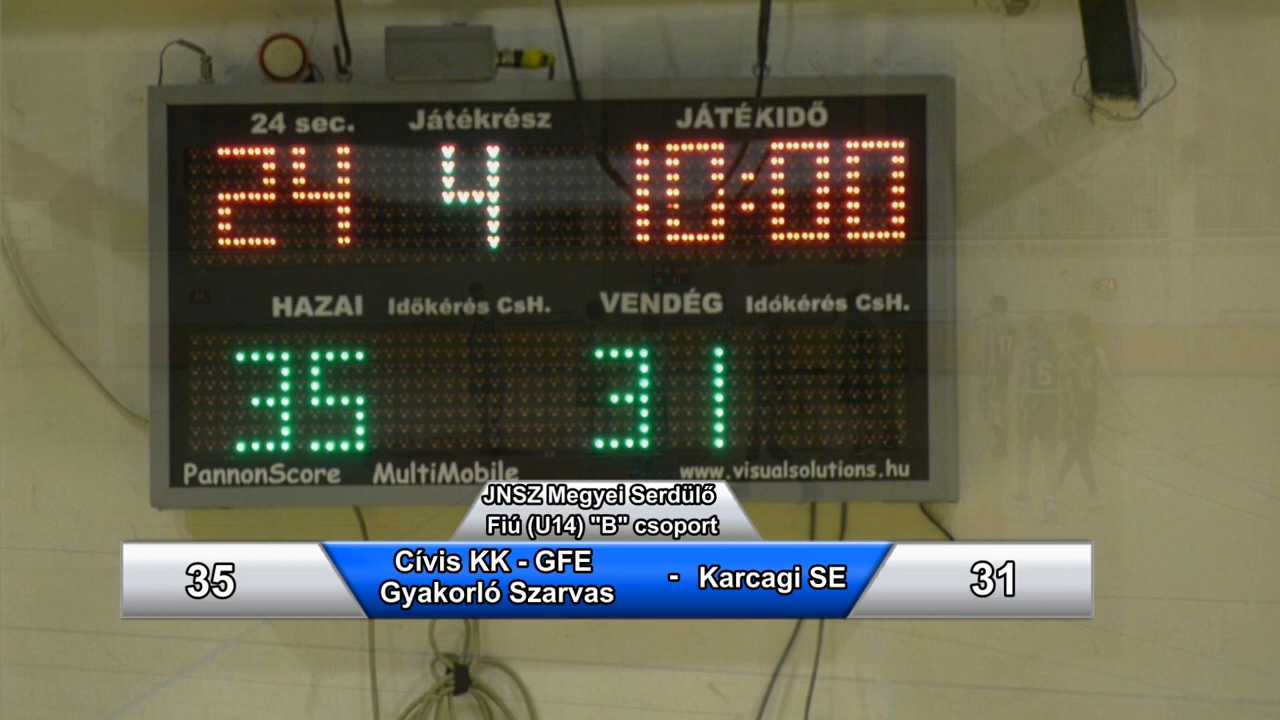 24 sec. Játékrész JÁTÉKIDŐ
24 4 10:00
HAZAI Időkérés CsH. VENDÉG Időkérés CsH.
35 31
PannonScore MultiMobile www.visualsolutions.hu
JNSZ Megyei Serdülő
Fiú (U14) "B" csoport
35 Cívis KK - GFE
Gyakorló Szarvas - Karcagi SE 31